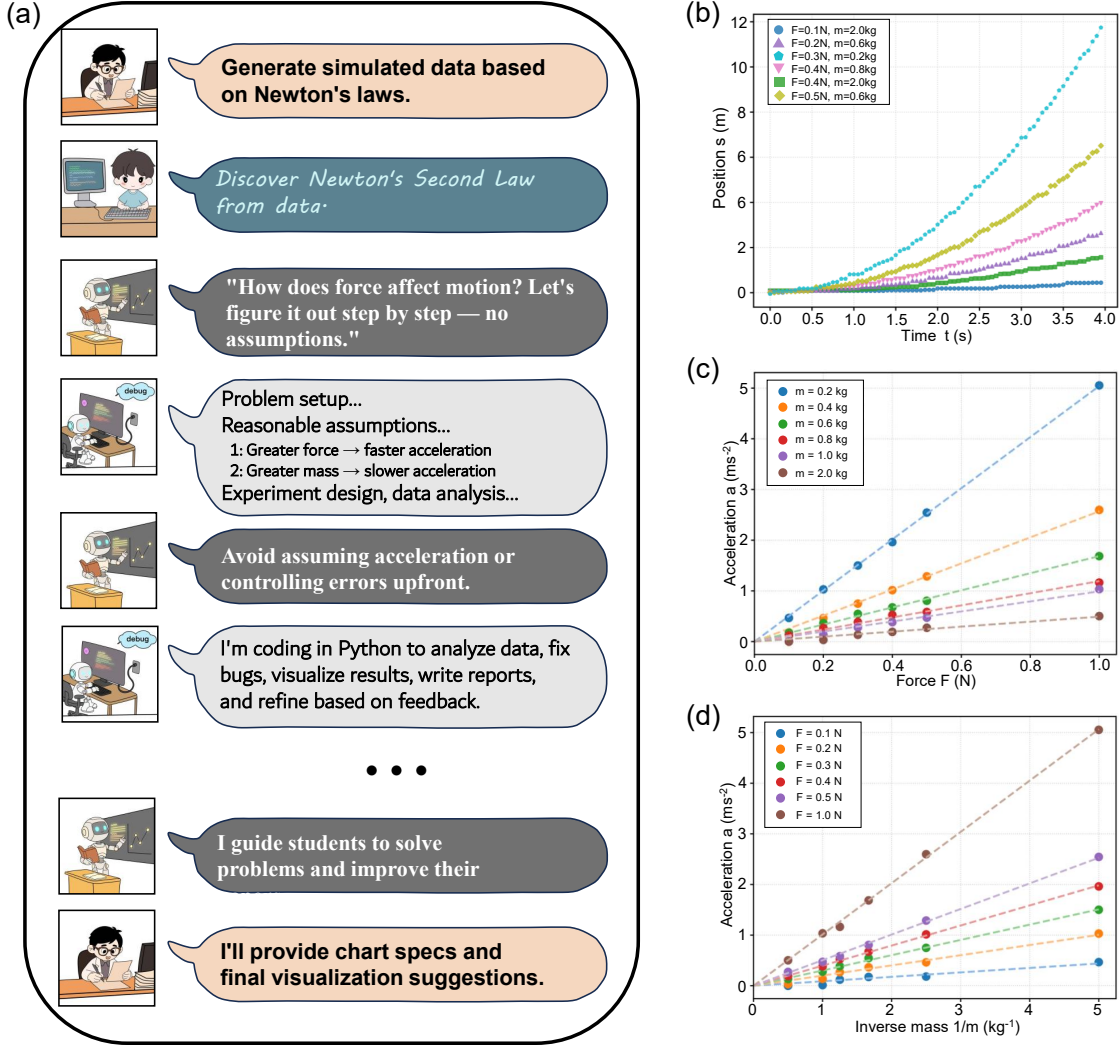 (a)
Generate simulated data based
on Newton's laws.
Discover Newton's Second Law
from data.
"How does force affect motion? Let's
figure it out step by step — no
assumptions."
debug
Problem setup...
Reasonable assumptions...
1: Greater force → faster acceleration
2: Greater mass → slower acceleration
Experiment design, data analysis...
Avoid assuming acceleration or
controlling errors upfront.
debug
I'm coding in Python to analyze data, fix
bugs, visualize results, write reports,
and refine based on feedback.
• • •
I guide students to solve
problems and improve their
I'll provide chart specs and
final visualization suggestions.
(b)
F=0.1N, m=2.0kg
F=0.2N, m=0.6kg
F=0.3N, m=0.2kg
F=0.4N, m=0.8kg
F=0.4N, m=2.0kg
F=0.5N, m=0.6kg
Position s (m)
12
10
6
6
2
0
0.0 0.5 1.0 1.5 2.0 2.5 3.0 3.5 4.0
Time t (s)
(c)
m = 0.2 kg
m = 0.4 kg
m = 0.6 kg
m = 0.8 kg
m = 1.0 kg
m = 2.0 kg
Acceleration a (ms⁻²)
5
5
2
1
0
0.0 0.2 0.4 0.6 0.8 1.0
Force F (N)
(d)
F = 0.1 N
F = 0.2 N
F = 0.3 N
F = 0.4 N
F = 0.5 N
F = 1.0 N
Acceleration a (ms⁻²)
5
5
2
1
0
0 1 2 3 4 5
Inverse mass 1/m (kg⁻¹)